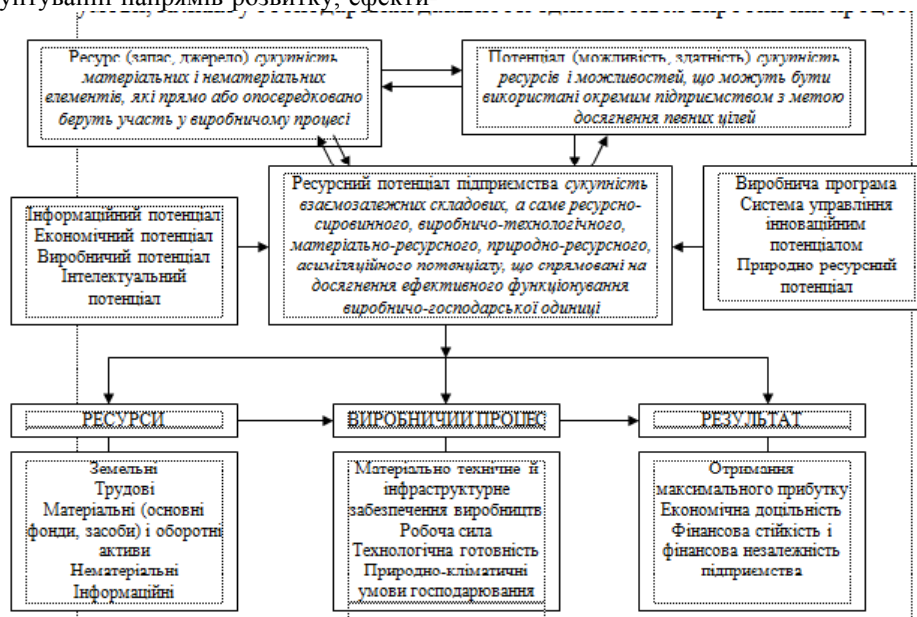 напрямів розвитку, ефекти
Ресурс (запас, джерело) сукупність
матеріальних і нематеріальних
елементів, які прямо або опосередковано
беруть участь у виробничому процесі
Потенціал (можливість, здатність) сукупність
ресурсів і можливостей, що можуть бути
використані окремим підприємством з метою
досягнення певних цілей
Ресурсний потенціал підприємства сукупність
взаємозалежних складових, а саме ресурсно-
сировинного, виробничо-технологічного,
матеріально-ресурсного, природно-ресурсного,
асиміляційного потенціалу, що спрямовані на
досягнення ефективного функціонування
виробничо-господарської одиниці
Інформаційний потенціал
Економічний потенціал
Виробничий потенціал
Інтелектуальний
потенціал
Виробнича програма
Система управління
інноваційним
потенціалом
Природно ресурсний
потенціал
РЕСУРСИ
ВИРОБНИЧИЙ ПРОЦЕС
РЕЗУЛЬТАТ
Земельні
Трудові
Матеріальні (основні
фонди, засоби) і оборотні
активи
Нематеріальні
Інформаційні
Матеріально технічне й
інфраструктурне
забезпечення виробництв
Робоча сила
Технологічна готовність
Природно-кліматичні
умови господарювання
Отримання
максимального прибутку
Економічна доцільність
Фінансова стійкість і
фінансова незалежність
підприємства